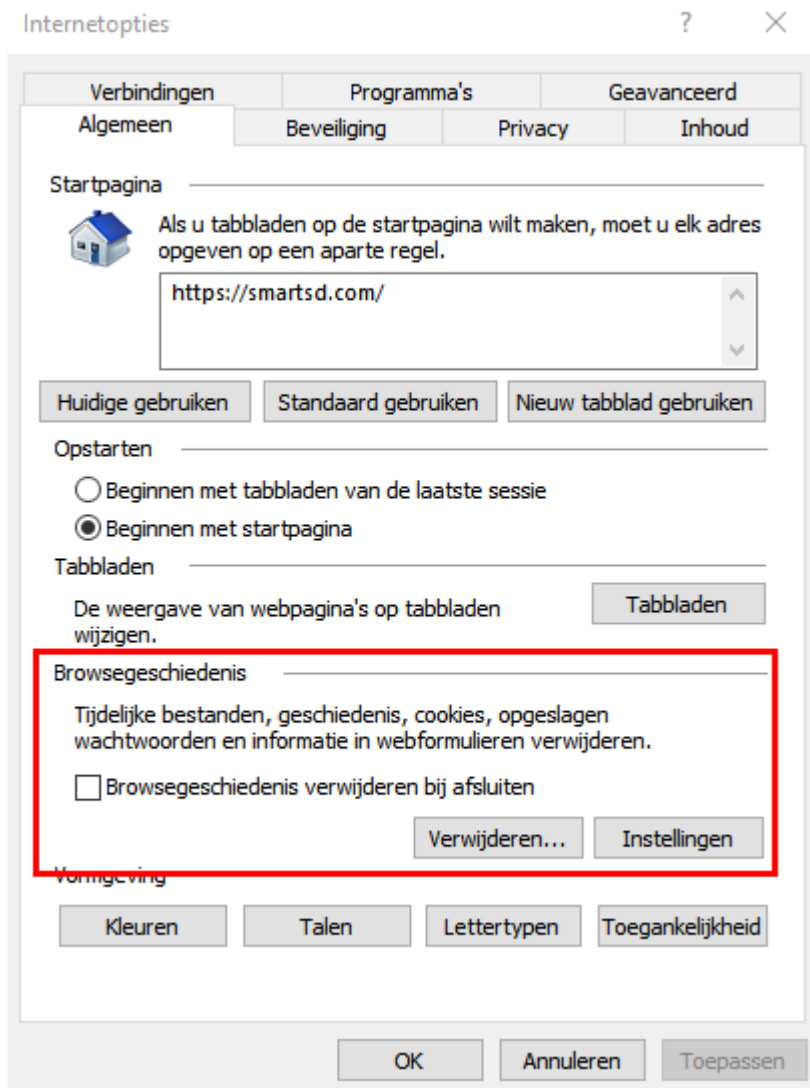 Internetopties ? ×
Verbindingen Programma's Geavanceerd
Algemeen Beveiliging Privacy Inhoud
Startpagina
Als u tabbladen op de startpagina wilt maken, moet u elk adres
opgeven op een aparte regel.
https://smartsd.com/
Huidige gebruiken Standaard gebruiken Nieuw tabblad gebruiken
Opstarten
Beginnen met tabbladen van de laatste sessie
Beginnen met startpagina
Tabbladen
De weergave van webpagina's op tabbladen
wijzigen.
Tabbladen
Browsegeschiedenis
Tijdelijke bestanden, geschiedenis, cookies, opgeslagen
wachtwoorden en informatie in webformulieren verwijderen.
Browsegeschiedenis verwijderen bij afsluiten
Verwijderen... Instellingen
Vormgeving
Kleuren Talen Lettertypen Toegankelijkheid
OK Annuleren Toepassen